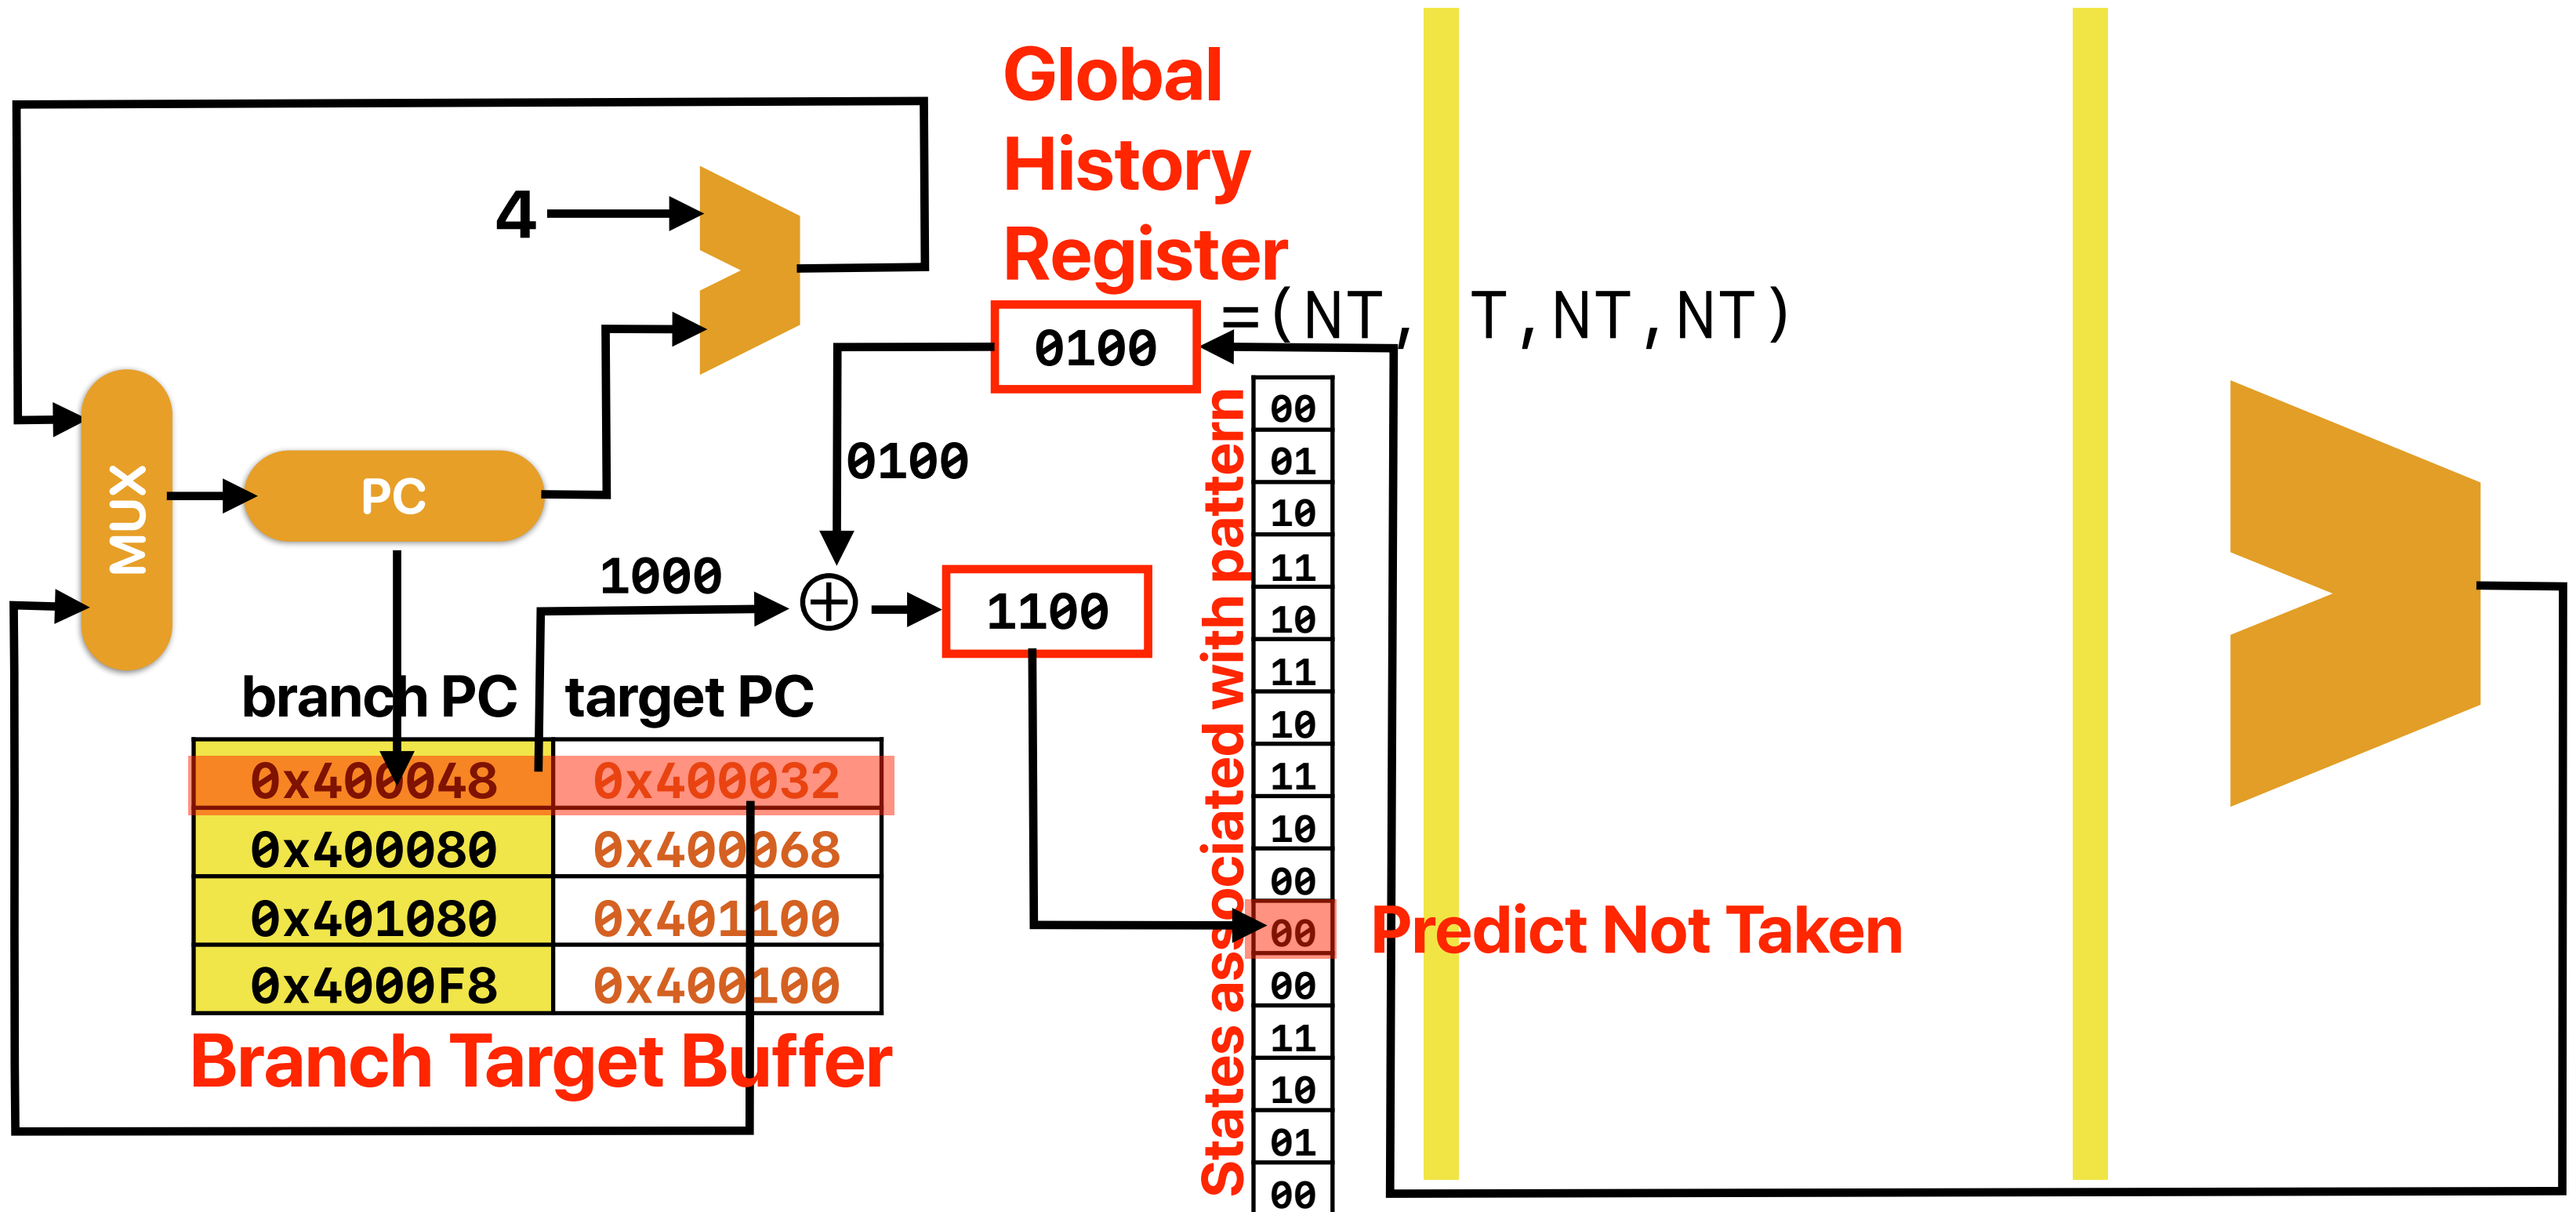 Global
History
Register
4
=(NT, T,NT,NT)
0100
0100
MUX
PC
1000
1100
branch PC target PC
0x400048 0x400032
0x400080 0x400068
0x401080 0x401100
0x4000F8 0x400100
Branch Target Buffer
States associated with patttern
00
01
10
11
10
11
10
11
10
00
00
Predict Not Taken
00
11
10
01
00